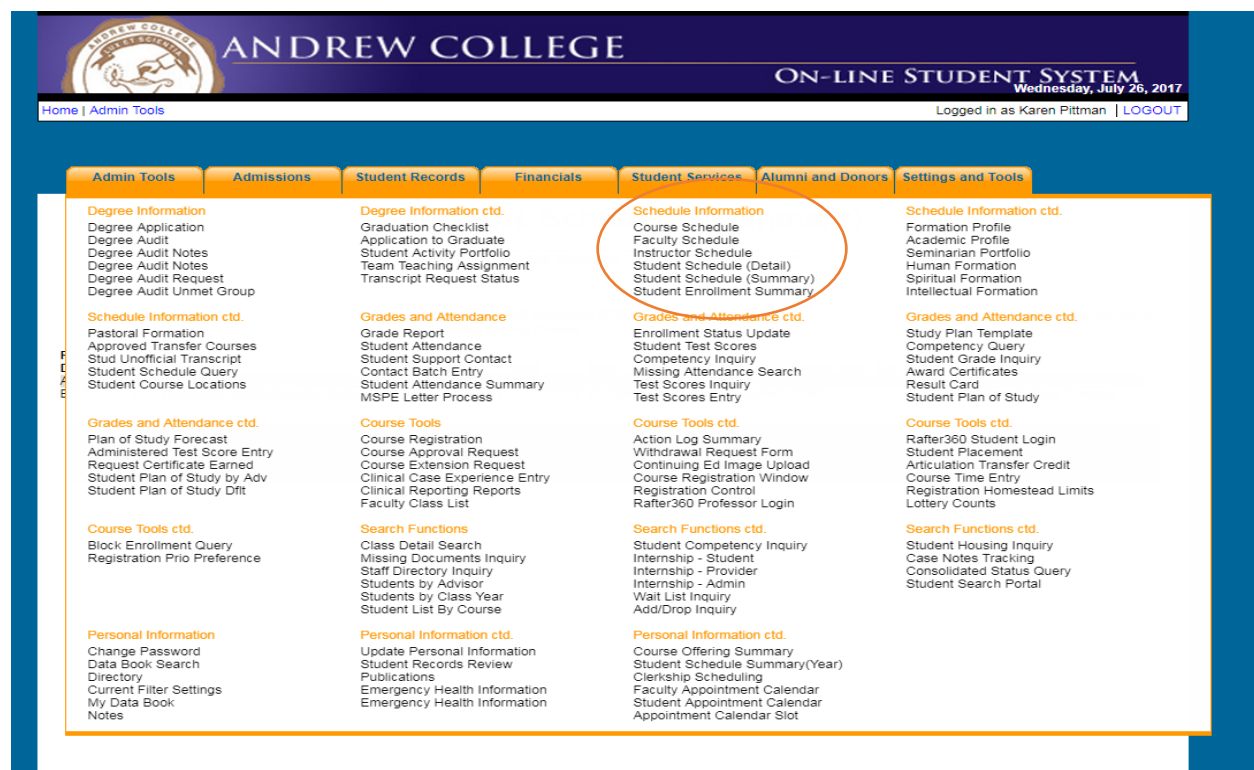 ANDREW COLLEGE
ON-LINE STUDENT SYSTEM
Wednesday, July 26, 2017
Home | Admin Tools
Logged in as Karen Pittman | LOGOUT
Admin Tools
Admissions
Student Records
Financials
Student Services
Alumni and Donors
Settings and Tools
Degree Information
Degree Application
Degree Audit
Degree Audit Notes
Degree Audit Notes
Degree Audit Request
Degree Audit Unmet Group
Degree Information ctd.
Graduation Checklist
Application to Graduate
Student Activity Portfolio
Team Teaching Assignment
Transcript Request Status
Schedule Information
Course Schedule
Faculty Schedule
Instructor Schedule
Student Schedule (Detail)
Student Schedule (Summary)
Student Enrollment Summary
Schedule Information ctd.
Formation Profile
Academic Profile
Seminarian Portfolio
Human Formation
Spiritual Formation
Intellectual Formation
Schedule Information ctd.
Pastoral Formation
Approved Transfer Courses
Stud Unofficial Transcript
Student Schedule Query
Student Course Locations
Grades and Attendance
Grade Report
Student Attendance
Student Support Contact
Contact Batch Entry
Student Attendance Summary
MSPE Letter Process
Grades and Attendance ctd.
Enrollment Status Update
Student Test Scores
Competency Inquiry
Missing Attendance Search
Test Scores Inquiry
Test Scores Entry
Grades and Attendance ctd.
Study Plan Template
Competency Query
Student Grade Inquiry
Award Certificates
Result Card
Student Plan of Study
Grades and Attendance ctd.
Plan of Study Forecast
Administered Test Score Entry
Request Certificate Earned
Student Plan of Study by Adv
Student Plan of Study Dflt
Course Tools
Course Registration
Course Approval Request
Course Extension Request
Clinical Case Experience Entry
Clinical Reporting Reports
Faculty Class List
Course Tools ctd.
Action Log Summary
Withdrawal Request Form
Continuing Ed Image Upload
Course Registration Window
Registration Control
Rafter360 Professor Login
Course Tools ctd.
Rafter360 Student Login
Student Placement
Articulation Transfer Credit
Course Time Entry
Registration Homestead Limits
Lottery Counts
Course Tools ctd.
Block Enrollment Query
Registration Prio Preference
Search Functions
Class Detail Search
Missing Documents Inquiry
Staff Directory Inquiry
Students by Advisor
Students by Class Year
Student List By Course
Search Functions ctd.
Student Competency Inquiry
Internship - Student
Internship - Provider
Internship - Admin
Wait List Inquiry
Add/Drop Inquiry
Search Functions ctd.
Student Housing Inquiry
Case Notes Tracking
Consolidated Status Query
Student Search Portal
Personal Information
Change Password
Data Book Search
Directory
Current Filter Settings
My Data Book
Notes
Personal Information ctd.
Update Personal Information
Student Records Review
Publications
Emergency Health Information
Emergency Health Information
Personal Information ctd.
Course Offering Summary
Student Schedule Summary(Year)
Clerkship Scheduling
Faculty Appointment Calendar
Student Appointment Calendar
Appointment Calendar Slot